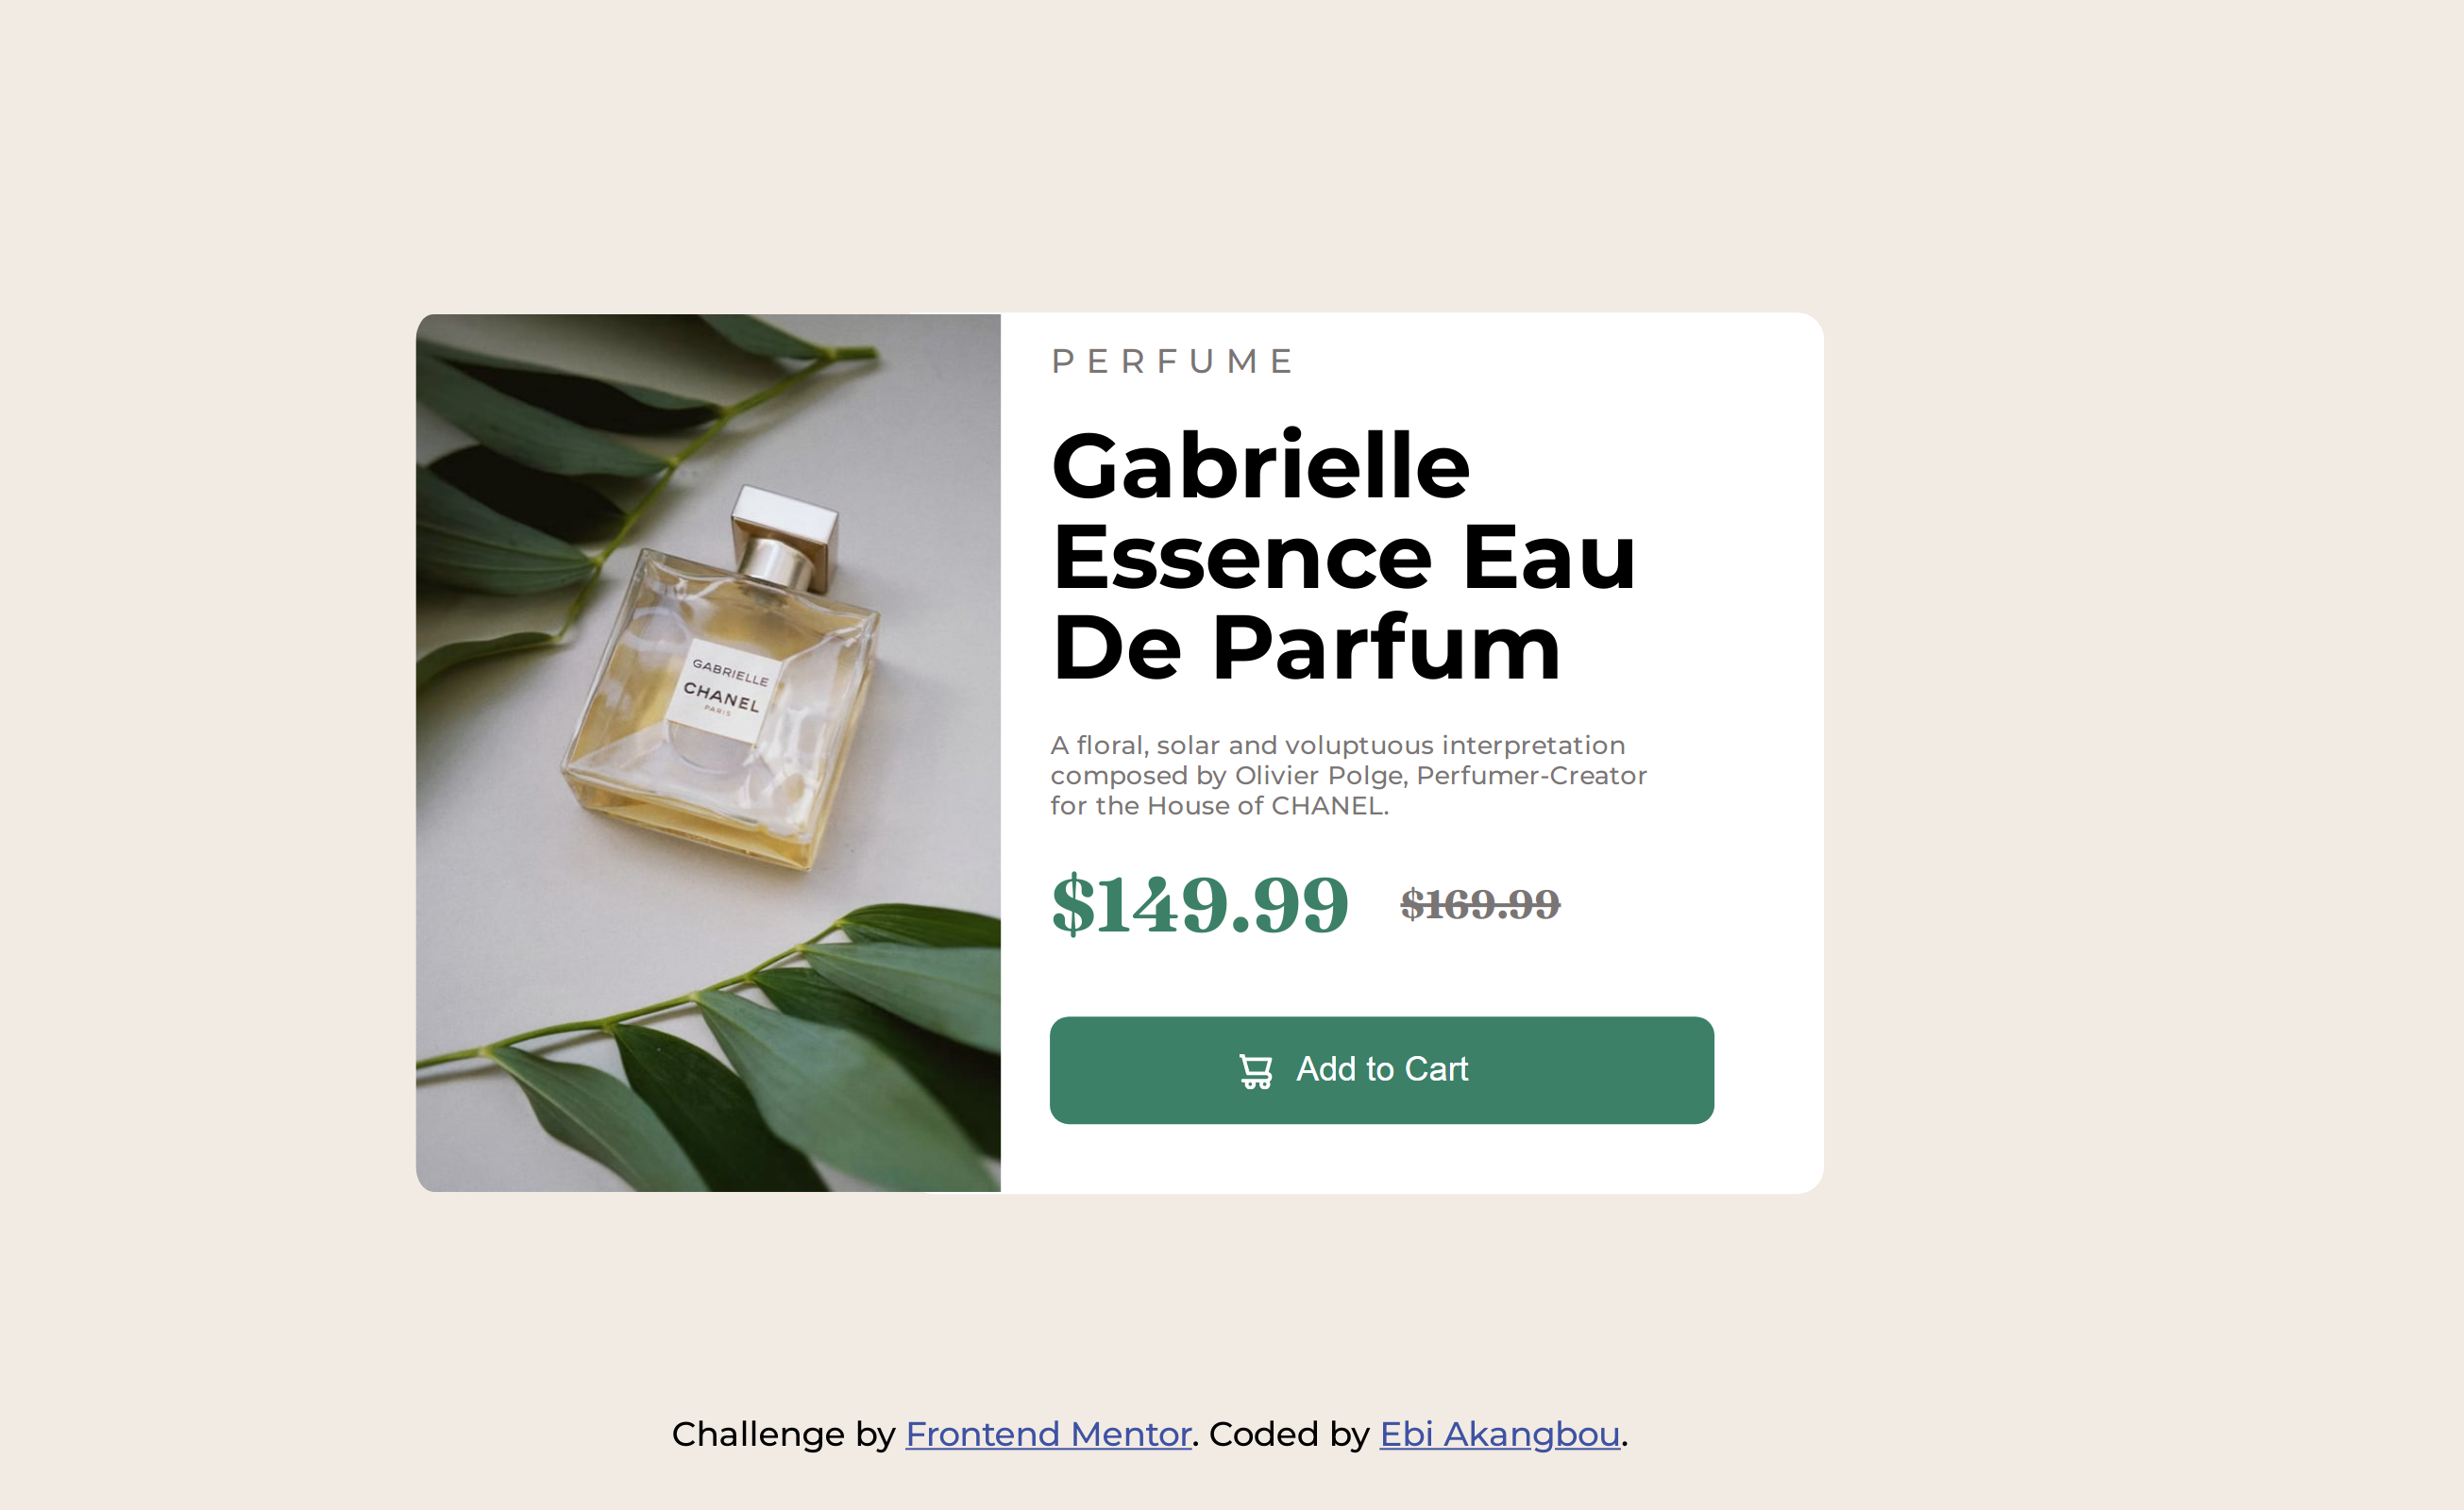 GABRIELLE
CHANEL
PARIS
PERFUME
Gabrielle
Essence Eau
De Parfum
A floral, solar and voluptuous interpretation
composed by Olivier Polge, Perfumer-Creator
for the House of CHANEL.
$149.99 $169.99
Add to Cart
Challenge by Frontend Mentor. Coded by Ebi Akangbou.